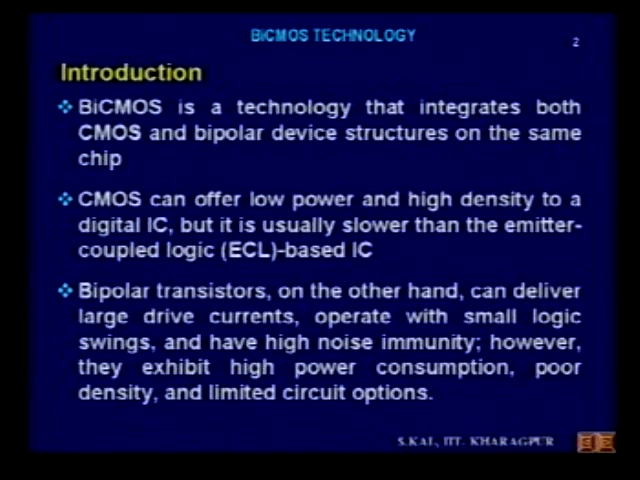 BiCMOS TECHNOLOGY
2
Introduction
BiCMOS is a technology that integrates both
CMOS and bipolar device structures on the same
chip
CMOS can offer low power and high density to a
digital IC, but it is usually slower than the emitter-
coupled logic (ECL)-based IC
Bipolar transistors, on the other hand, can deliver
large drive currents, operate with small logic
swings, and have high noise immunity; however,
they exhibit high power consumption, poor
density, and limited circuit options.
S.KAL, IIT- KHARAGPUR